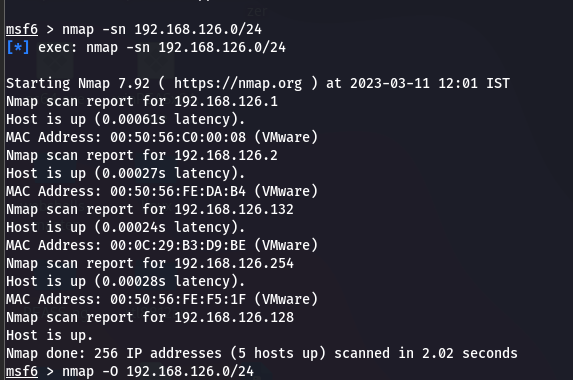 msf6 > nmap -sn 192.168.126.0/24
[*] exec: nmap -sn 192.168.126.0/24
Starting Nmap 7.92 ( https://nmap.org ) at 2023-03-11 12:01 IST
Nmap scan report for 192.168.126.1
Host is up (0.00061s latency).
MAC Address: 00:50:56:C0:00:08 (VMware)
Nmap scan report for 192.168.126.2
Host is up (0.00027s latency).
MAC Address: 00:50:56:FE:DA:B4 (VMware)
Nmap scan report for 192.168.126.132
Host is up (0.00024s latency).
MAC Address: 00:0C:29:B3:D9:BE (VMware)
Nmap scan report for 192.168.126.254
Host is up (0.00028s latency).
MAC Address: 00:50:56:FE:F5:1F (VMware)
Nmap scan report for 192.168.126.128
Host is up.
Nmap done: 256 IP addresses (5 hosts up) scanned in 2.02 seconds
msf6 > nmap -O 192.168.126.0/24